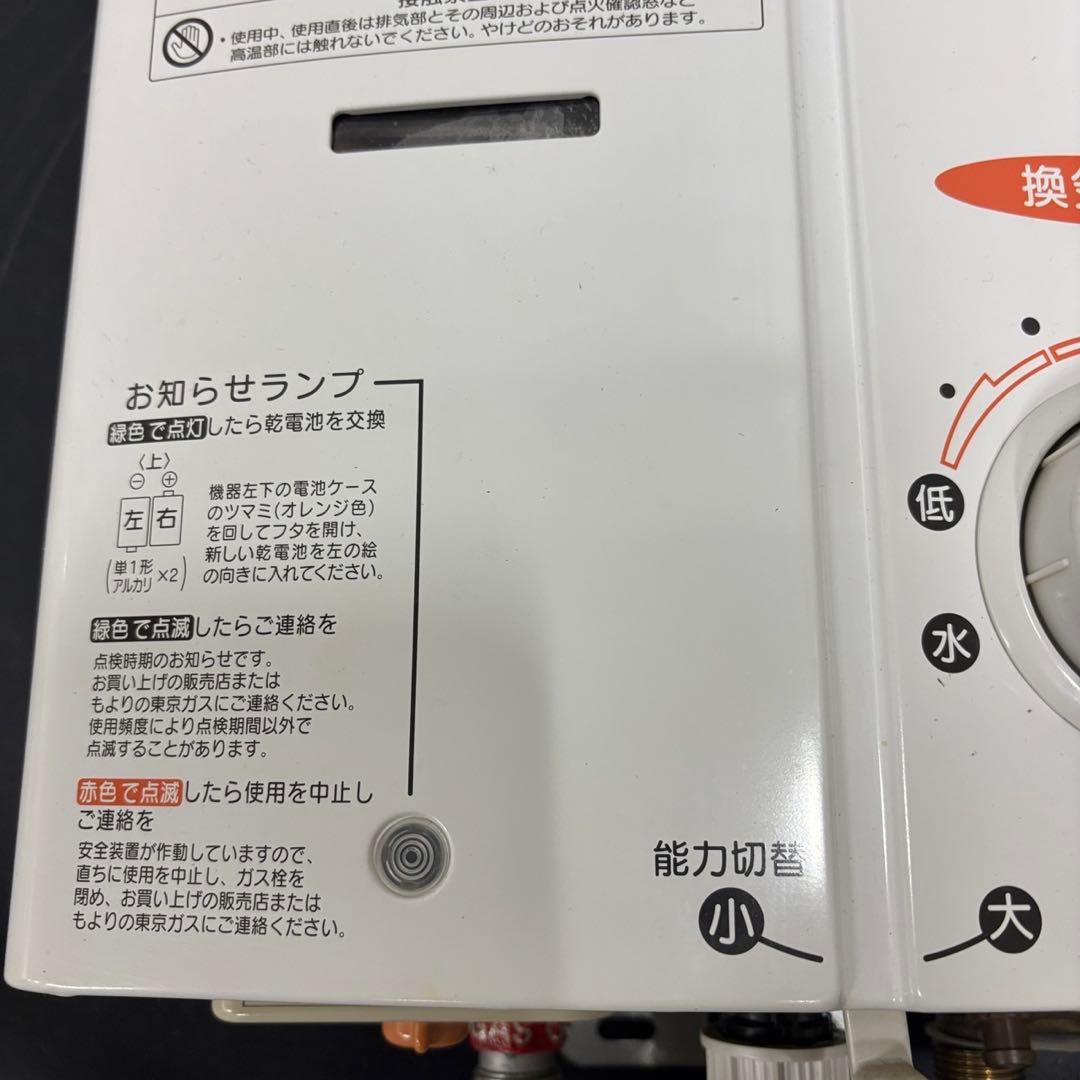 ・使用中、使用直後は排気部とその周辺および点火確認窓など
高温部には触れないでください。やけどのおそれがあります。
換
お知らせランプ
緑色で点灯したら乾電池を交換
〈上〉
⊖ ⊕
左 右
(単1形アルカリ×2)
機器左下の電池ケース
のツマミ(オレンジ色)
を回してフタを開け、
新しい乾電池を左の絵
の向きに入れてください。
緑色で点滅したらご連絡を
点検時期のお知らせです。
お買い上げの販売店または
もよりの東京ガスにご連絡ください。
使用頻度により点検期間以外で
点滅することがあります。
赤色で点滅したら使用を中止し
ご連絡を
安全装置が作動していますので、
直ちに使用を中止し、ガス栓を
閉め、お買い上げの販売店または
もよりの東京ガスにご連絡ください。
低
水
能力切替
小
大